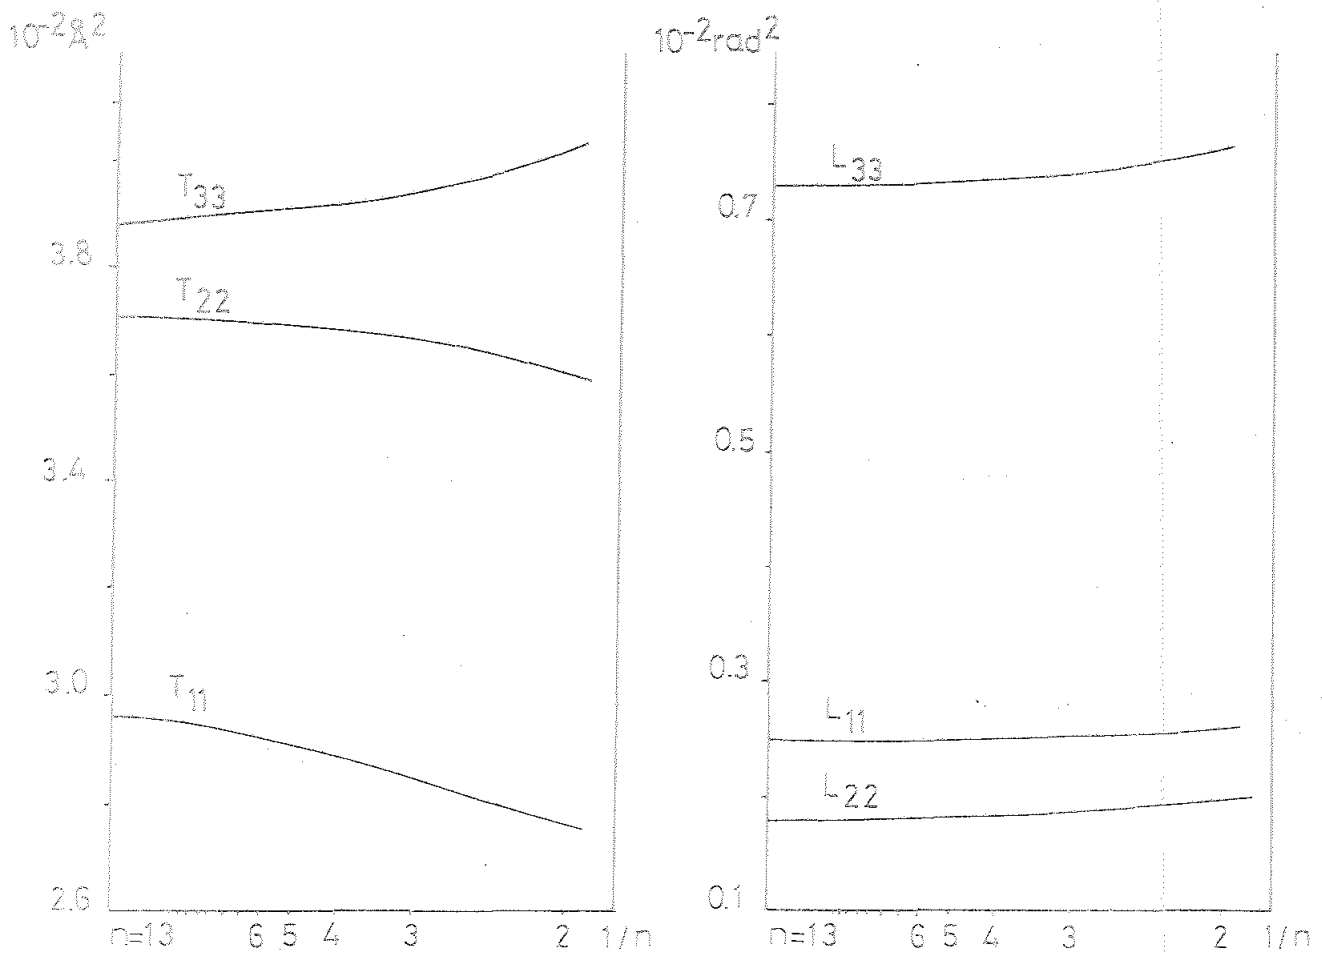 10⁻²Å²
T₃₃
3.8
T₂₂
3.4
3.0
T₁₁
2.6
n=13 6 5 4 3 2 1/n
10⁻²rad²
L₃₃
0.7
0.5
0.3
L₁₁
L₂₂
0.1
n=13 6 5 4 3 2 1/n